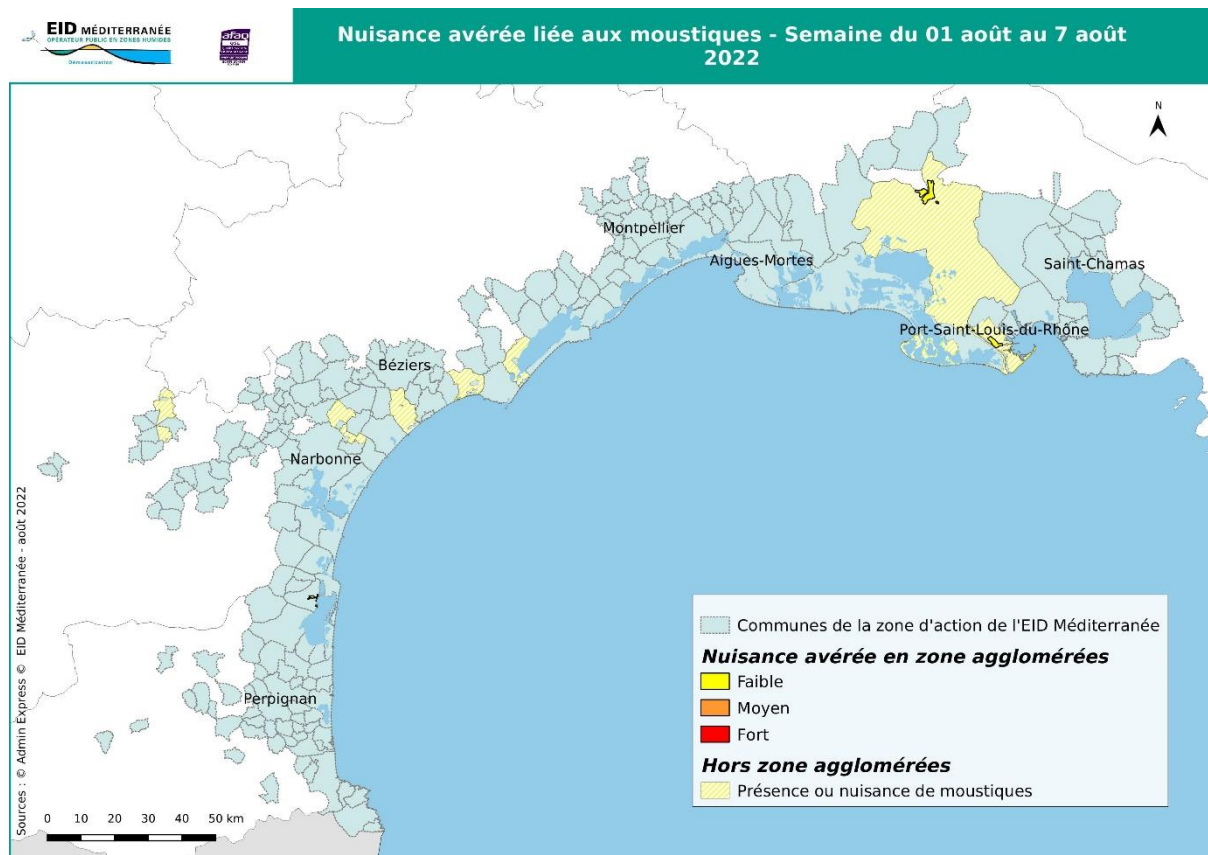 EID MÉDITERRANÉE
OPÉRATEUR PUBLIC EN ZONES HUMIDES
Démoustication
afaq
Nuisance avérée liée aux moustiques - Semaine du 01 août au 7 août
2022
N
Montpellier
Aigues-Mortes
Saint-Chamas
Port-Saint-Louis-du-Rhône
Béziers
Narbonne
Perpignan
Communes de la zone d'action de l'EID Méditerranée
Nuisance avérée en zone agglomérées
Faible
Moyen
Fort
Hors zone agglomérées
Présence ou nuisance de moustiques
0 10 20 30 40 50 km
Sources : © Admin Express © EID Méditerranée - août 2022